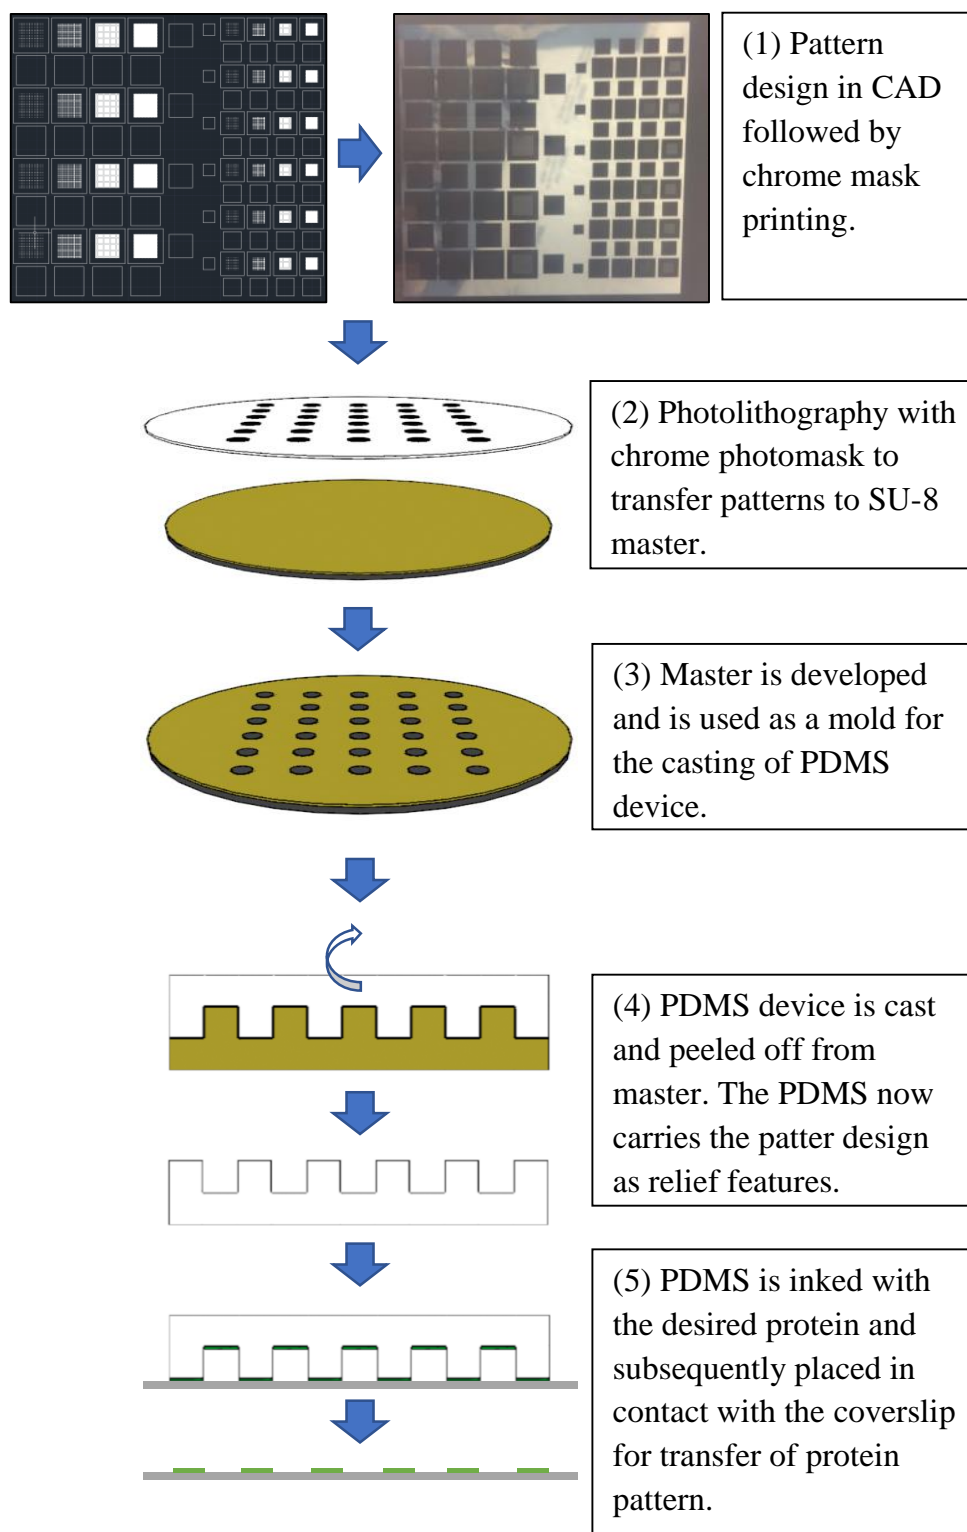 (1) Pattern
design in CAD
followed by
chrome mask
printing.
(2) Photolithography with
chrome photomask to
transfer patterns to SU-8
master.
(3) Master is developed
and is used as a mold for
the casting of PDMS
device.
(4) PDMS device is cast
and peeled off from
master. The PDMS now
carries the patter design
as relief features.
(5) PDMS is inked with
the desired protein and
subsequently placed in
contact with the coverslip
for transfer of protein
pattern.